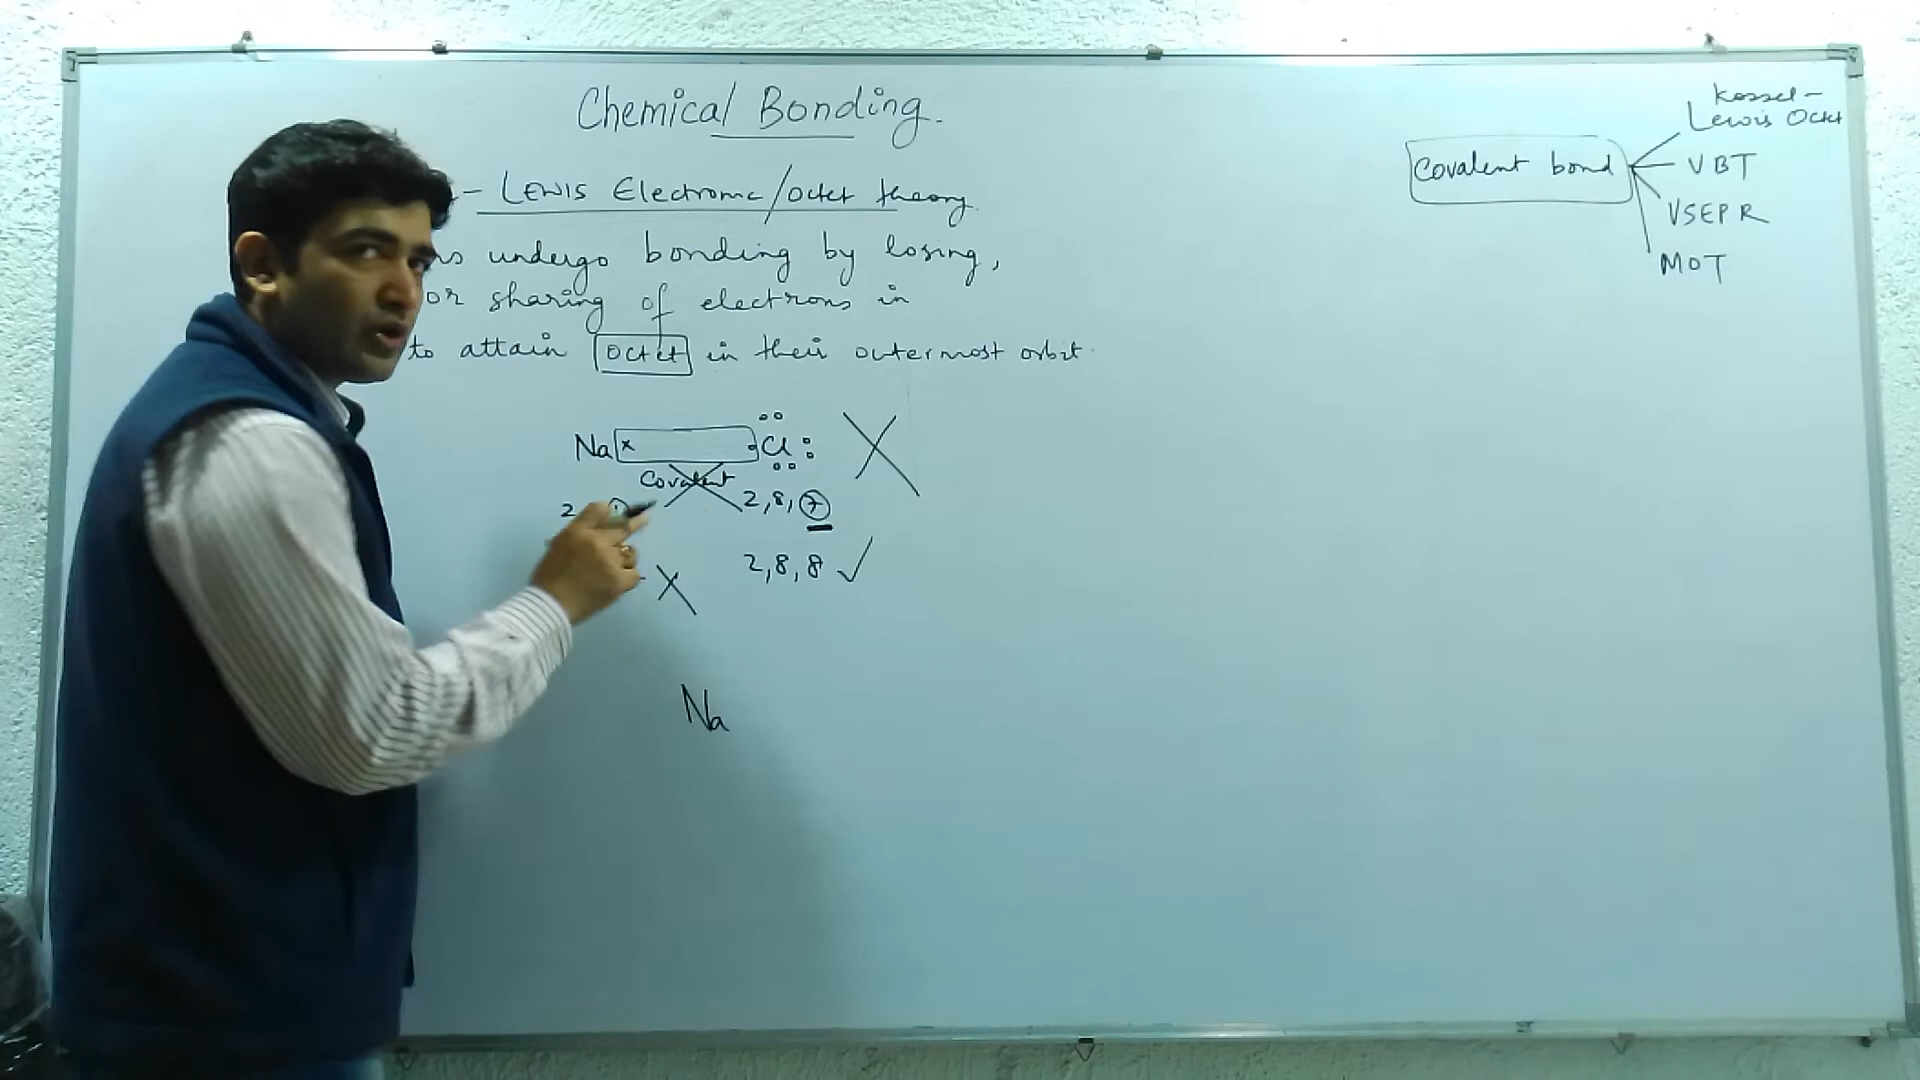 Chemical Bonding.
- LEWIS Electronic/octet theory.
undergo bonding by losing,
or sharing of electrons in
to attain octet in their outermost orbit.
Na x Cl
Covalent
2 1 2,8,7
2,8,8 ✓
Na
Covalent bond
Kossel-
Lewis Octet
VBT
VSEPR
MOT